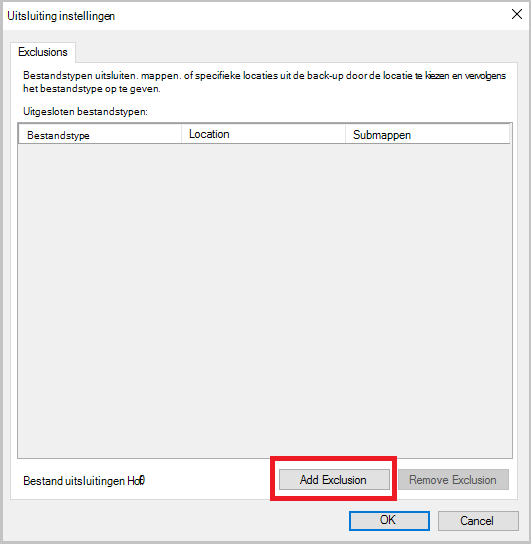 Uitsluiting instellingen
Exclusions
Bestandstypen uitsluiten. mappen. of specifieke locaties uit de back-up door de locatie te kiezen en vervolgens
het bestandstype op te geven.
Uitgesloten bestandstypen:
Bestandstype Location Submappen
Bestand uitsluitingen
Add Exclusion Remove Exclusion
OK Cancel